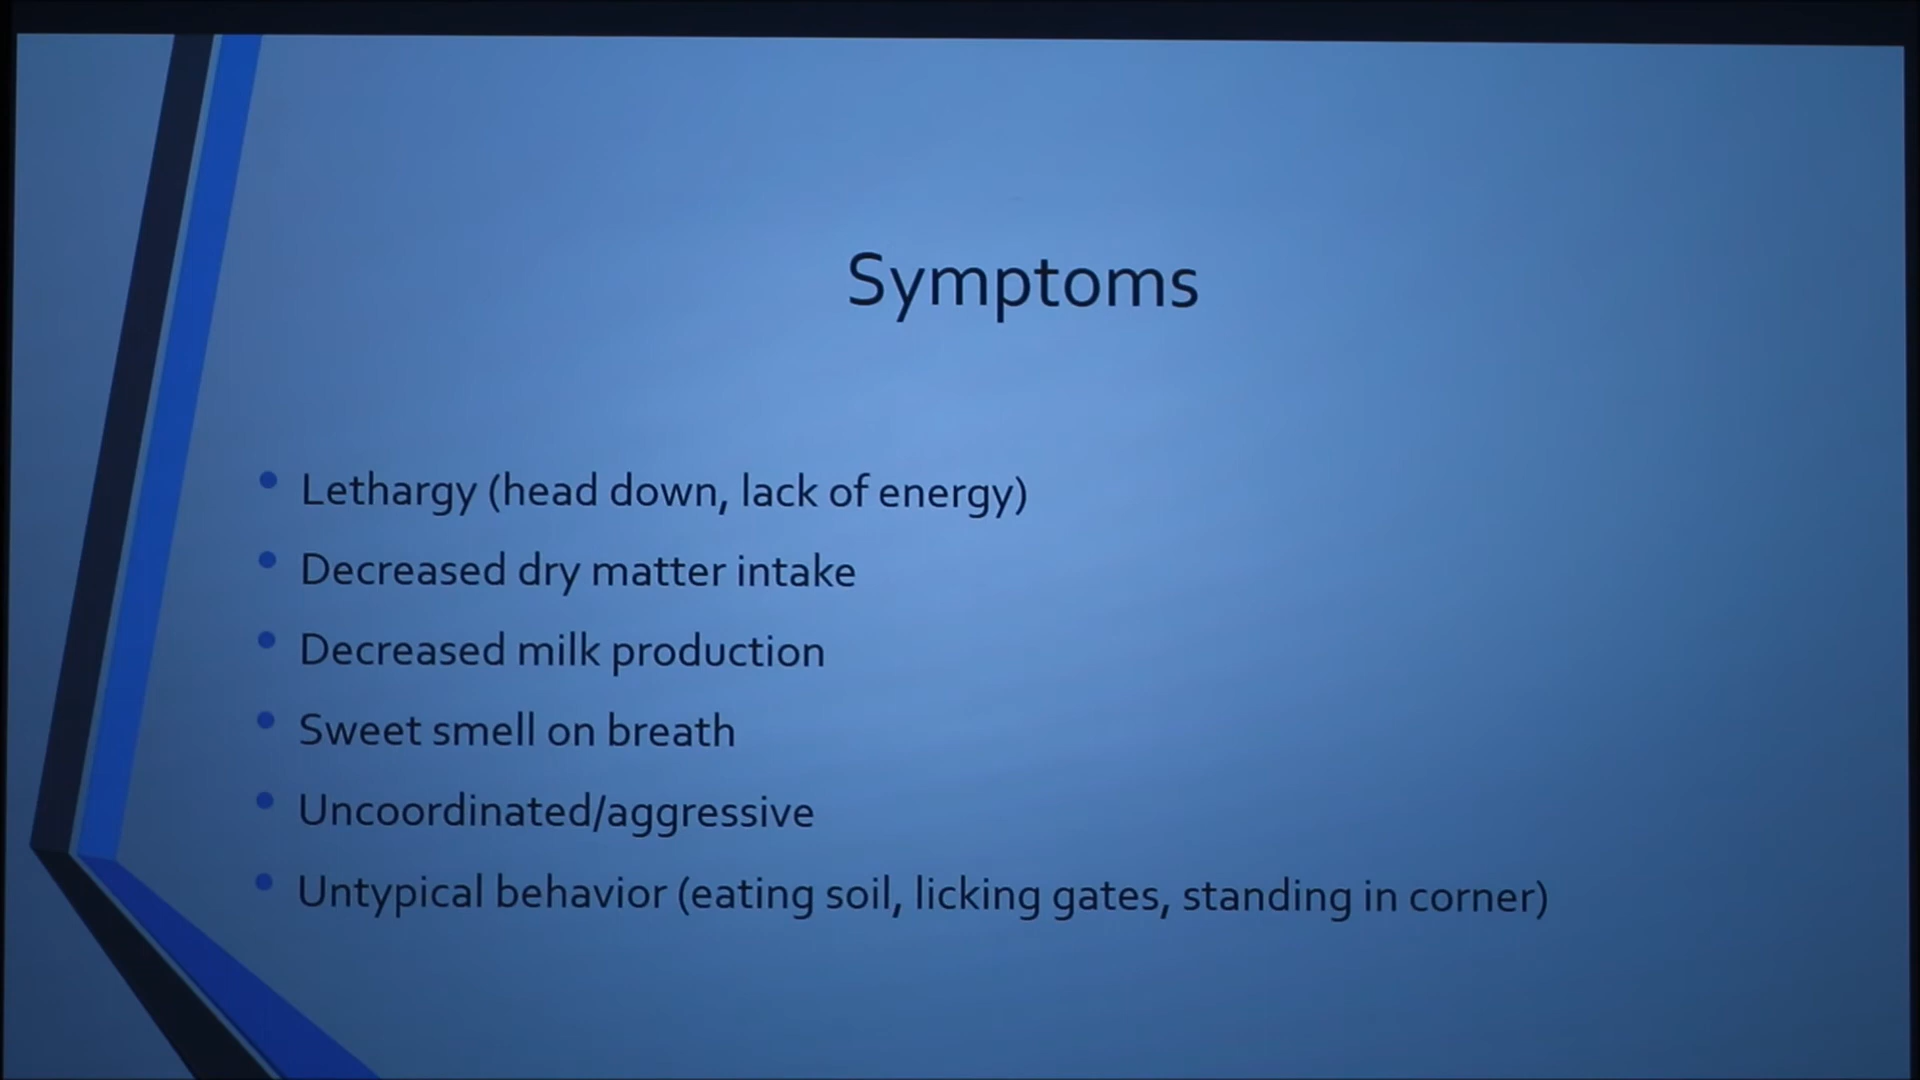 Symptoms
Lethargy (head down, lack of energy)
Decreased dry matter intake
Decreased milk production
Sweet smell on breath
Uncoordinated/aggressive
Untypical behavior (eating soil, licking gates, standing in corner)